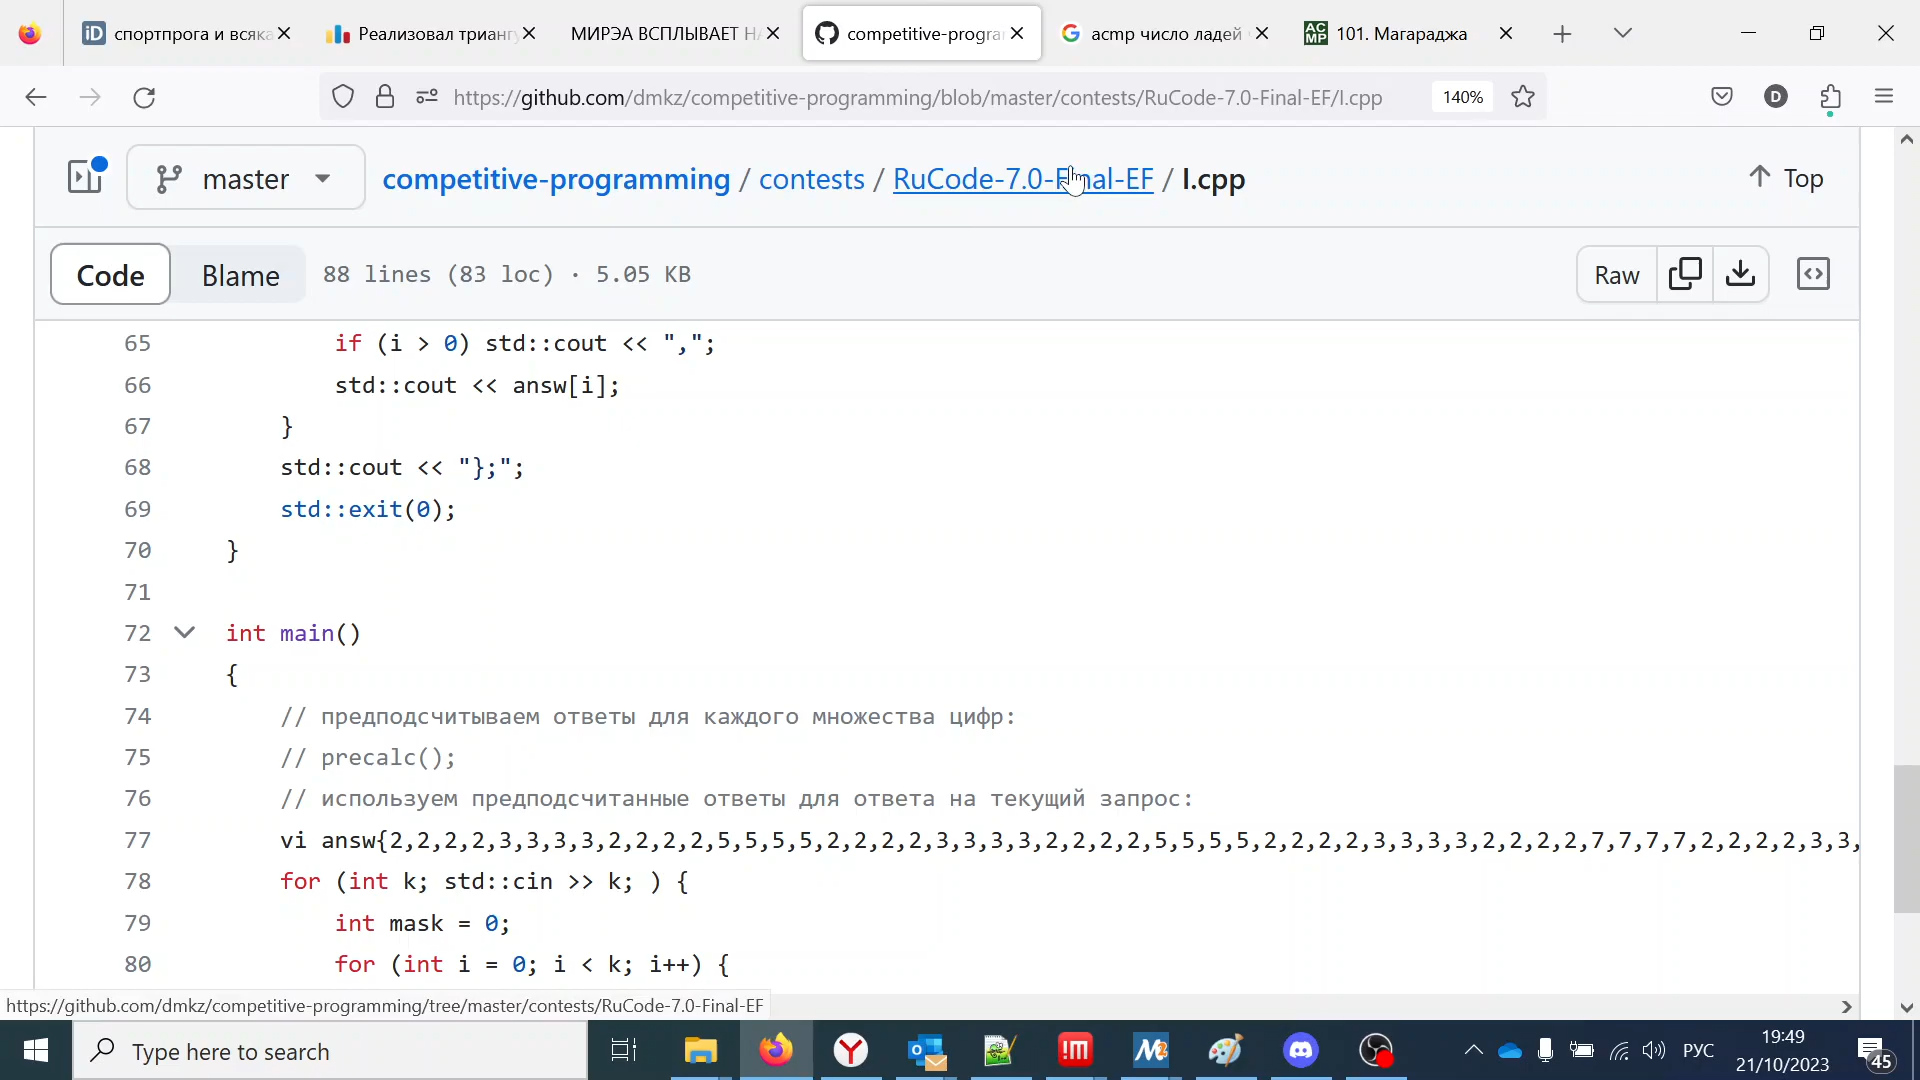 спортпрога и всяка
Реализовал триангу
МИРЭА ВСПЛЫВАЕТ НА
competitive-progra
acmp число ладей
101. Магараджа
https://github.com/dmkz/competitive-programming/blob/master/contests/RuCode-7.0-Final-EF/I.cpp
140%
master
competitive-programming / contests / RuCode-7.0-Final-EF / I.cpp
Top
Code
Blame
88 lines (83 loc) · 5.05 KB
Raw
65 if (i > 0) std::cout << ",";
66 std::cout << answ[i];
67 }
68 std::cout << "};";
69 std::exit(0);
70 }
71
72 int main()
73 {
74 // предподсчитываем ответы для каждого множества цифр:
75 // precalc();
76 // используем предподсчитанные ответы для ответа на текущий запрос:
77 vi answ{2,2,2,2,3,3,3,3,2,2,2,2,5,5,5,5,2,2,2,2,3,3,3,3,2,2,2,2,5,5,5,5,2,2,2,2,3,3,3,3,2,2,2,2,7,7,7,7,2,2,2,2,3,3,
78 for (int k; std::cin >> k; ) {
79 int mask = 0;
80 for (int i = 0; i < k; i++) {
https://github.com/dmkz/competitive-programming/tree/master/contests/RuCode-7.0-Final-EF
Type here to search
РУС
19:49
21/10/2023
45